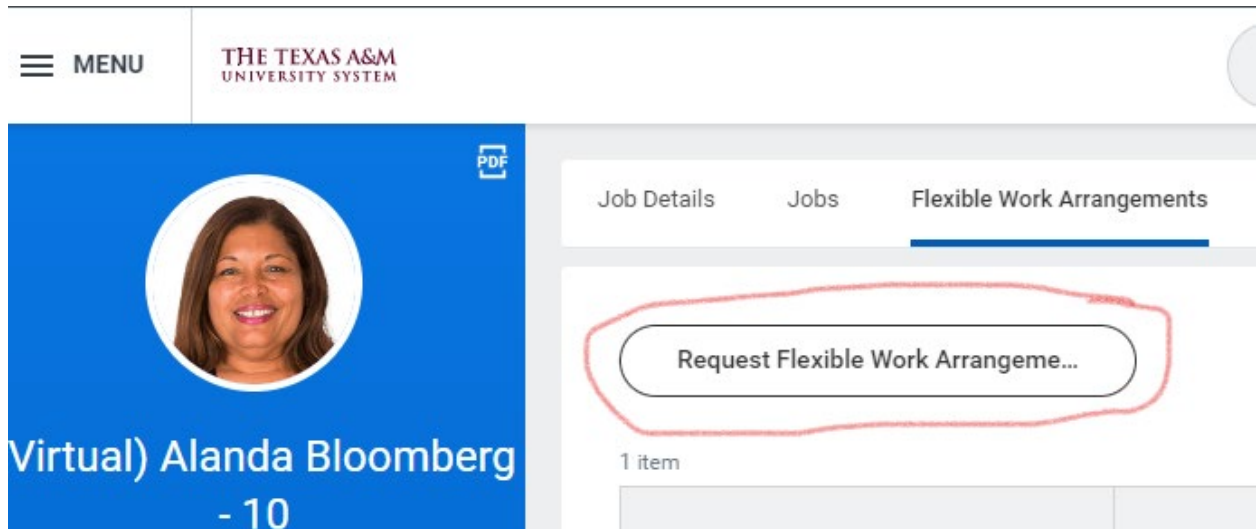 MENU
THE TEXAS A&M
UNIVERSITY SYSTEM
PDF
Job Details Jobs Flexible Work Arrangements
Request Flexible Work Arrangeme...
Virtual) Alanda Bloomberg
- 10
1 item